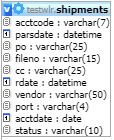 testwlr.shipments
acctcode : varchar(7)
parsdate : datetime
po : varchar(25)
fileno : varchar(15)
cc : varchar(25)
rdate : datetime
vendor : varchar(50)
port : varchar(4)
acctdate : date
status : varchar(10)